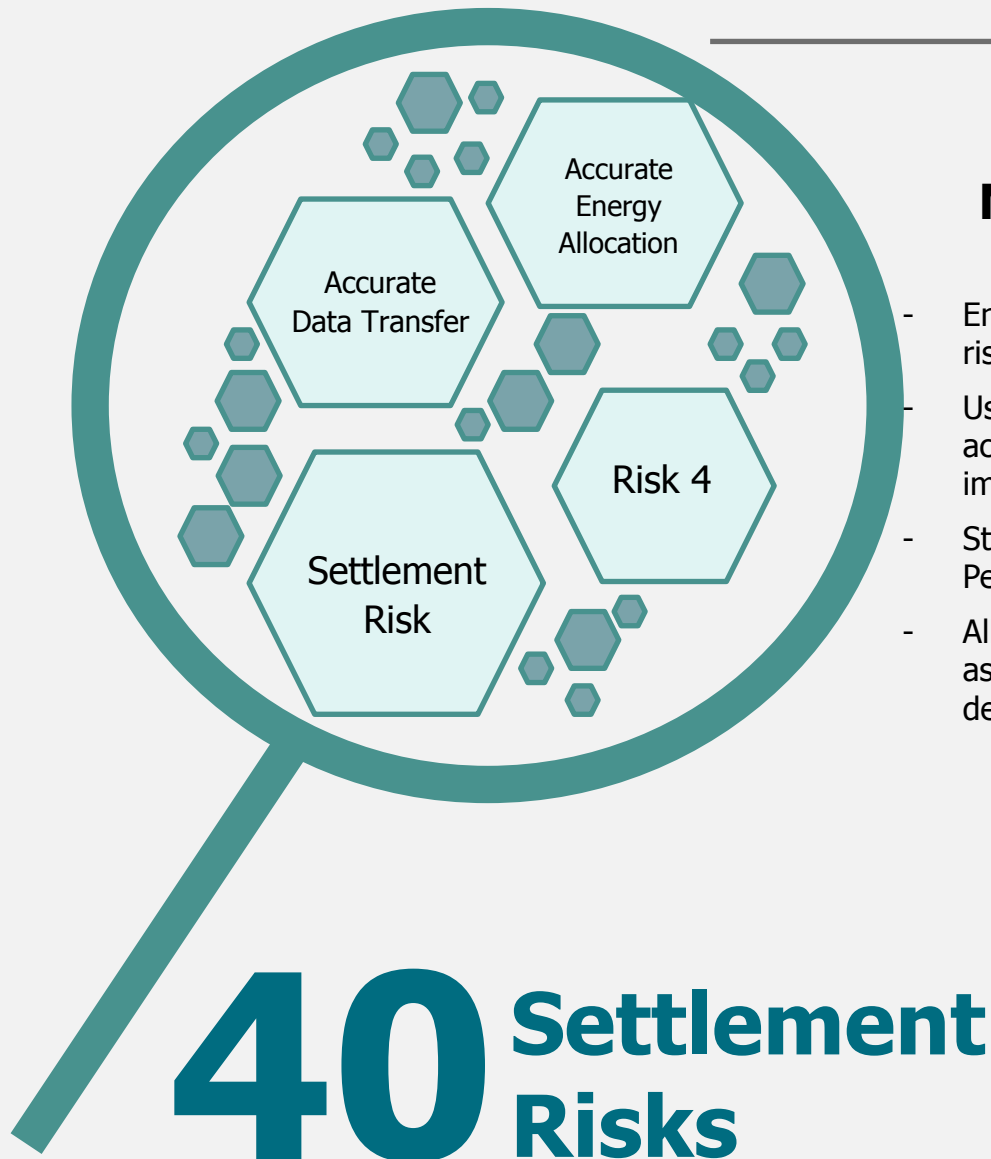 Accurate
Energy
Allocation
Accurate
Data Transfer
Risk 4
Settlement
Risk
-
-
-
-
40 Settlement
Risks